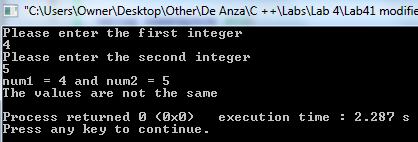 "C:\Users\Owner\Desktop\Other\De Anza\C ++\Labs\Lab 4\Lab41 modifie
Please enter the first integer
4
Please enter the second integer
5
num1 = 4 and num2 = 5
The values are not the same
Process returned 0 (0x0)   execution time : 2.287 s
Press any key to continue.